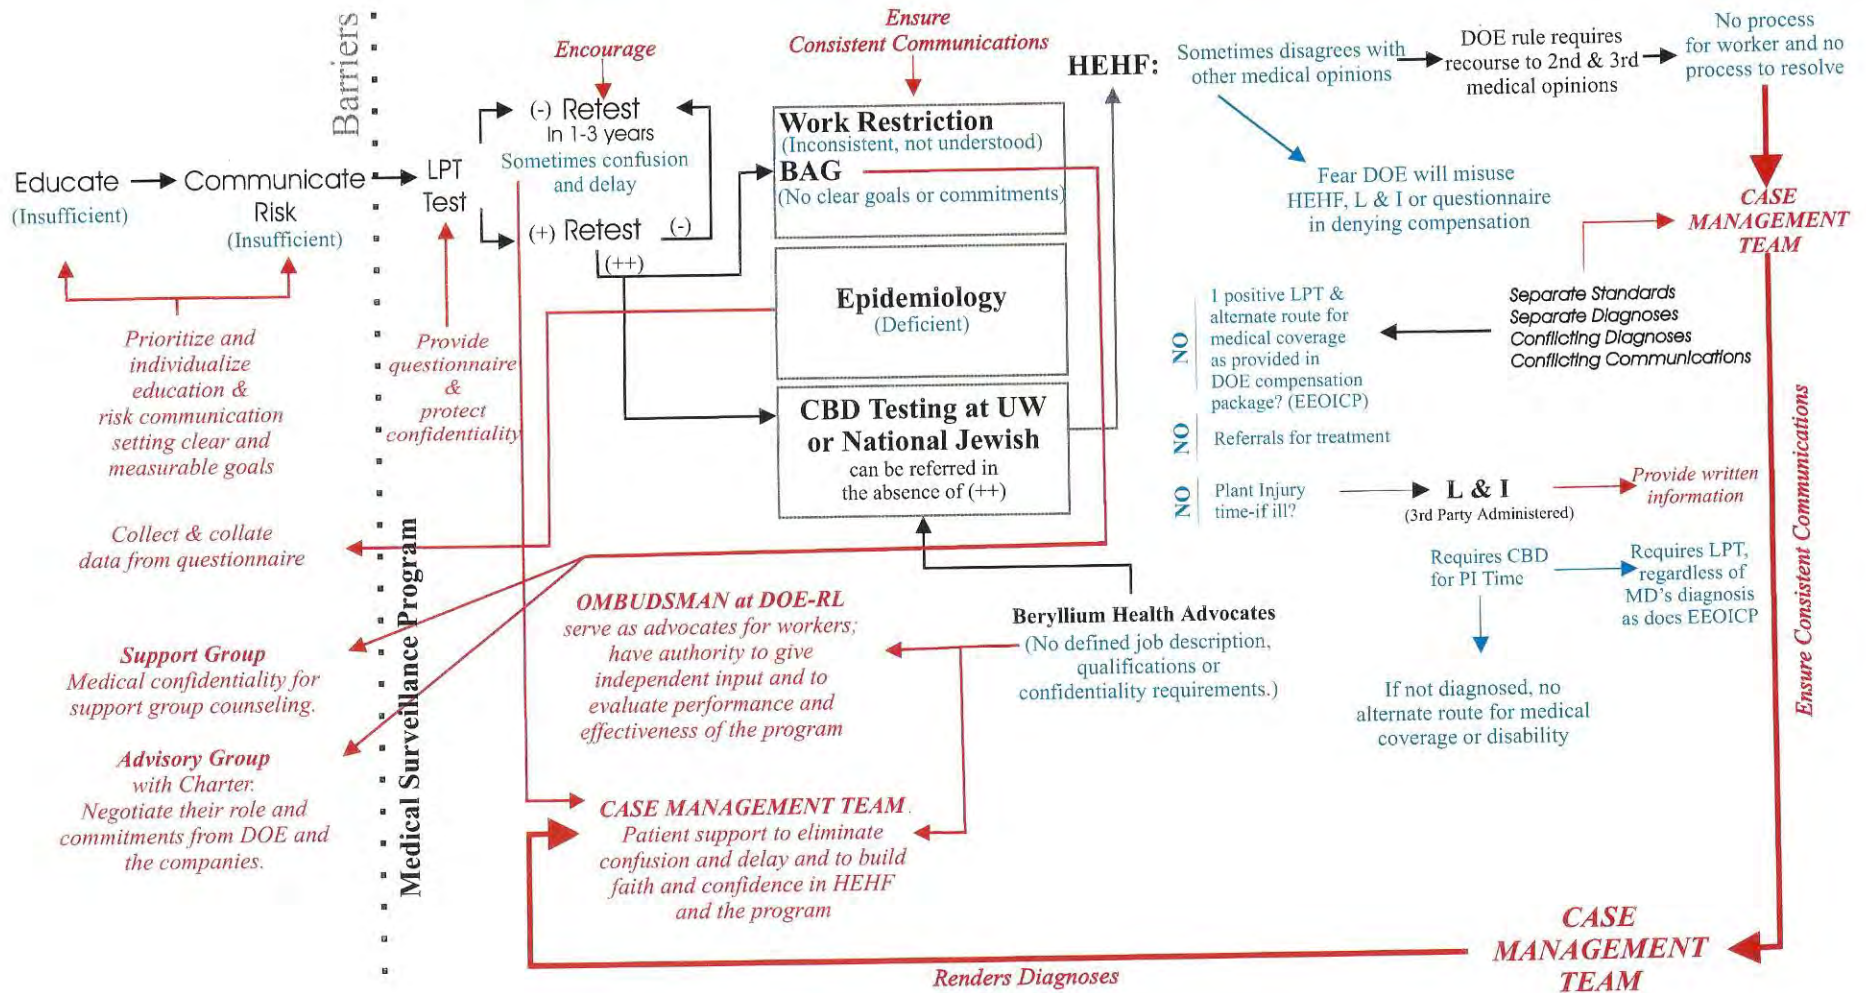 Barriers
Medical Surveillance Program
Educate
(Insufficient)
Communicate
Risk
(Insufficient)
Prioritize and
individualize
education &
risk communication
setting clear and
measurable goals
Collect & collate
data from questionnaire
Support Group
Medical confidentiality for
support group counseling.
Advisory Group
with Charter.
Negotiate their role and
commitments from DOE and
the companies.
LPT
Test
Provide
questionnaire
&
protect
confidentiality
Encourage
(-) Retest
In 1-3 years
Sometimes confusion
and delay
(+) Retest (-)
(++)
Ensure
Consistent Communications
Work Restriction
(Inconsistent, not understood)
BAG
(No clear goals or commitments)
Epidemiology
(Deficient)
CBD Testing at UW
or National Jewish
can be referred in
the absence of (++)
OMBUDSMAN at DOE-RL
serve as advocates for workers;
have authority to give
independent input and to
evaluate performance and
effectiveness of the program
Beryllium Health Advocates
(No defined job description,
qualifications or
confidentiality requirements.)
CASE MANAGEMENT TEM.
Patient support to eliminate
confusion and delay and to build
faith and confidence in HEHF
and the program
HEHF:
Sometimes disagrees with
other medical opinions
DOE rule requires
recourse to 2nd & 3rd
medical opinions
No process
for worker and no
process to resolve
Fear DOE will misuse
HEHF, L & I or questionnaire
in denying compensation
CASE
MANAGEMENT
TEAM
Separate Standards
Separate Diagnoses
Conflicting Diagnoses
Conflicting Communications
NO
1 positive LPT &
alternate route for
medical coverage
as provided in
DOE compensation
package? (EEOICP)
NO
Referrals for treatment
NO
Plant Injury
time-if ill?
L & I
(3rd Party Administered)
Provide written
information
Requires CBD
for PI Time
Requires LPT,
regardless of
MD's diagnosis
as does EEOICP
If not diagnosed, no
alternate route for medical
coverage or disability
Ensure Consistent Communications
CASE
MANAGEMENT
TEAM
Renders Diagnoses